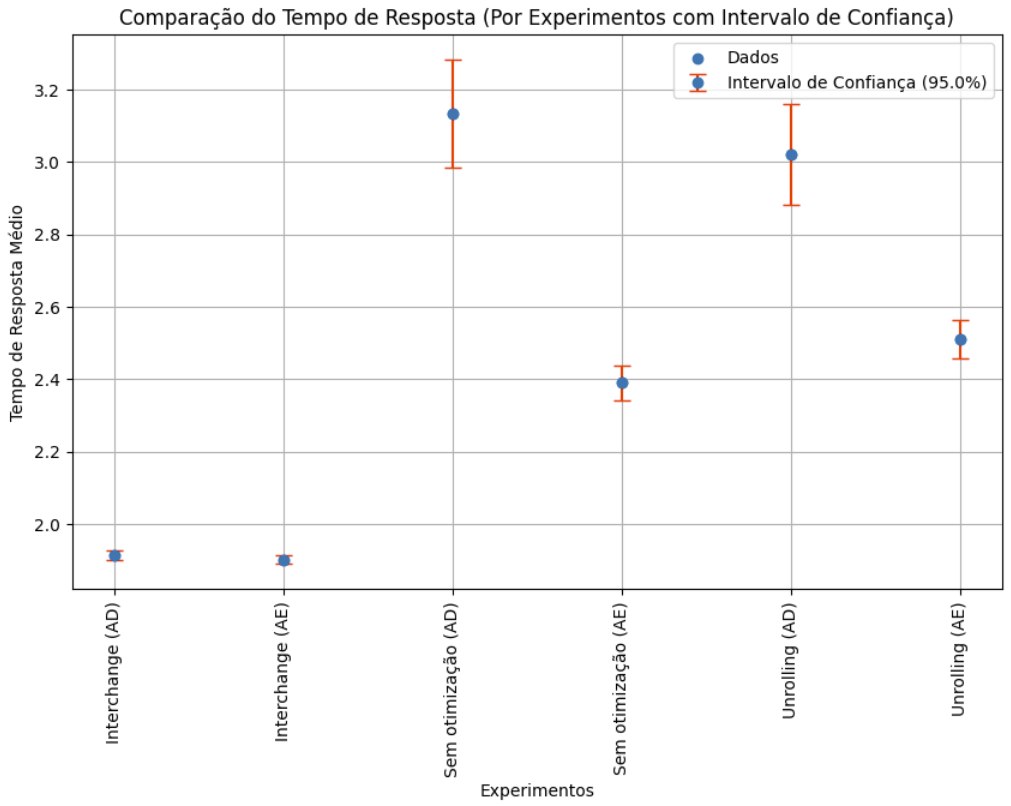 Comparação do Tempo de Resposta (Por Experimentos com Intervalo de Confiança)
Dados
Intervalo de Confiança (95.0%)
Tempo de Resposta Médio
3.2
3.0
2.8
2.6
2.4
2.2
2.0
Interchange (AD)
Interchange (AE)
Sem otimização (AD)
Sem otimização (AE)
Unrolling (AD)
Unrolling (AE)
Experimentos